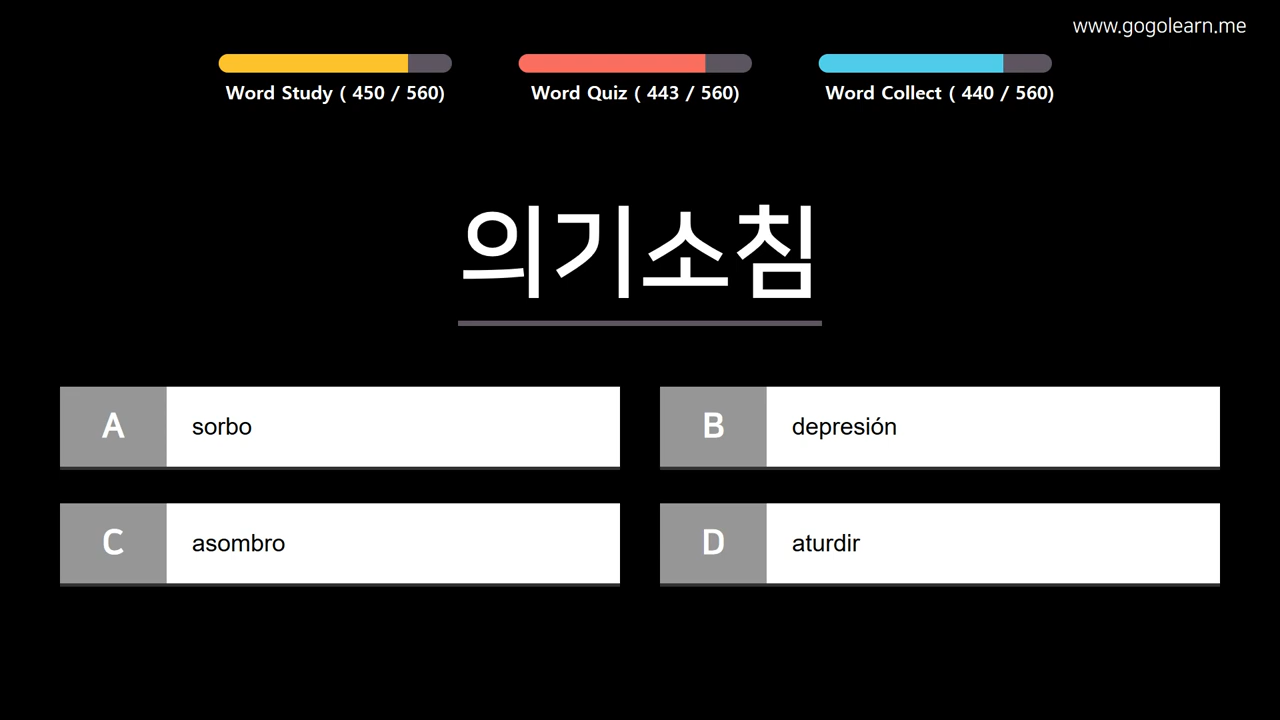 www.gogolearn.me
Word Study ( 450 / 560)
Word Quiz ( 443 / 560)
Word Collect ( 440 / 560)
의기소침
A sorbo
B depresión
C asombro
D aturdir